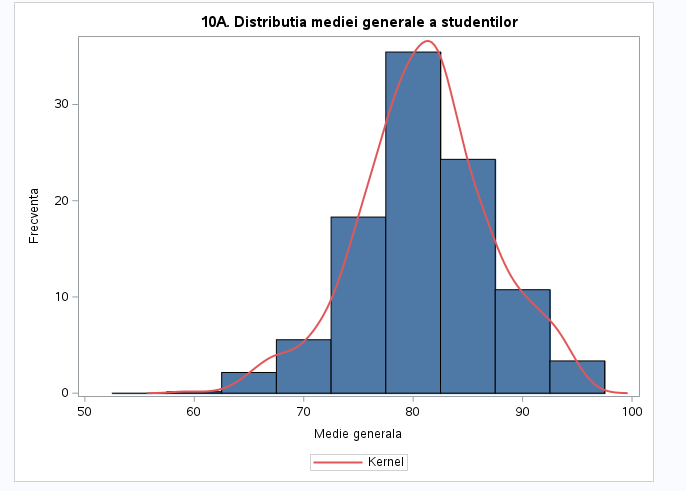 10A. Distributia mediei generale a studentilor
Frecventa
30
20
10
0
50 60 70 80 90 100
Medie generala
Kernel